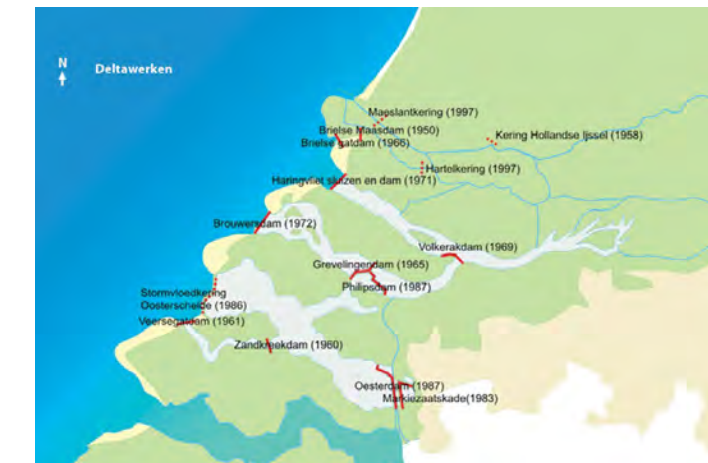 N
Deltawerken
Maeslantkering (1997)
Brielse Maasdam (1950)
Kering Hollandse Ijssel (1958)
Brielse gatdam (1966)
Hartelkering (1997)
Haringvliet sluizen en dam (1971)
Brouwersdam (1972)
Volkerakdam (1969)
Grevelingendam (1965)
Philipsdam (1987)
Stormvloedkering
Oosterschelde (1986)
Veersegatdam (1961)
Zandkreekdam (1960)
Oesterdam (1987)
Markiezaatskade(1983)